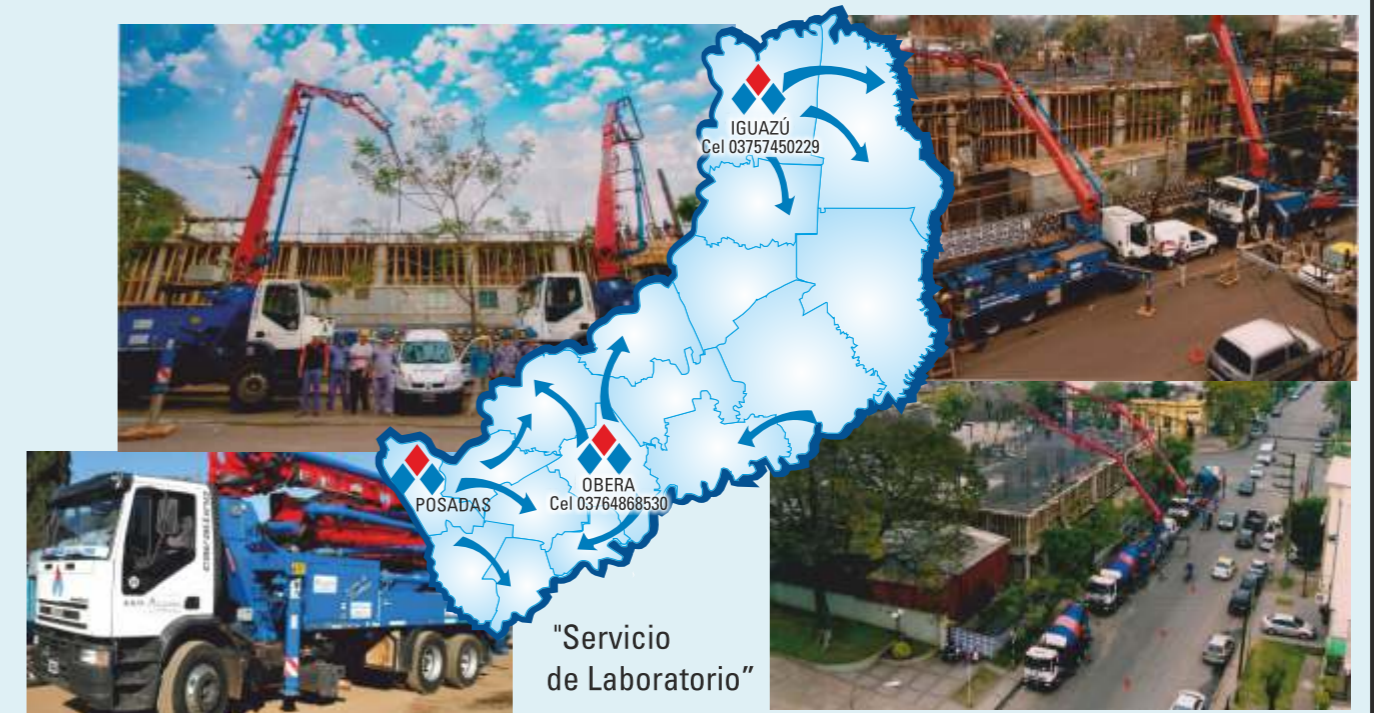 IGUAZÚ
Cel 03757450229
OBERA
Cel 03764868530
POSADAS
"Servicio
de Laboratorio”